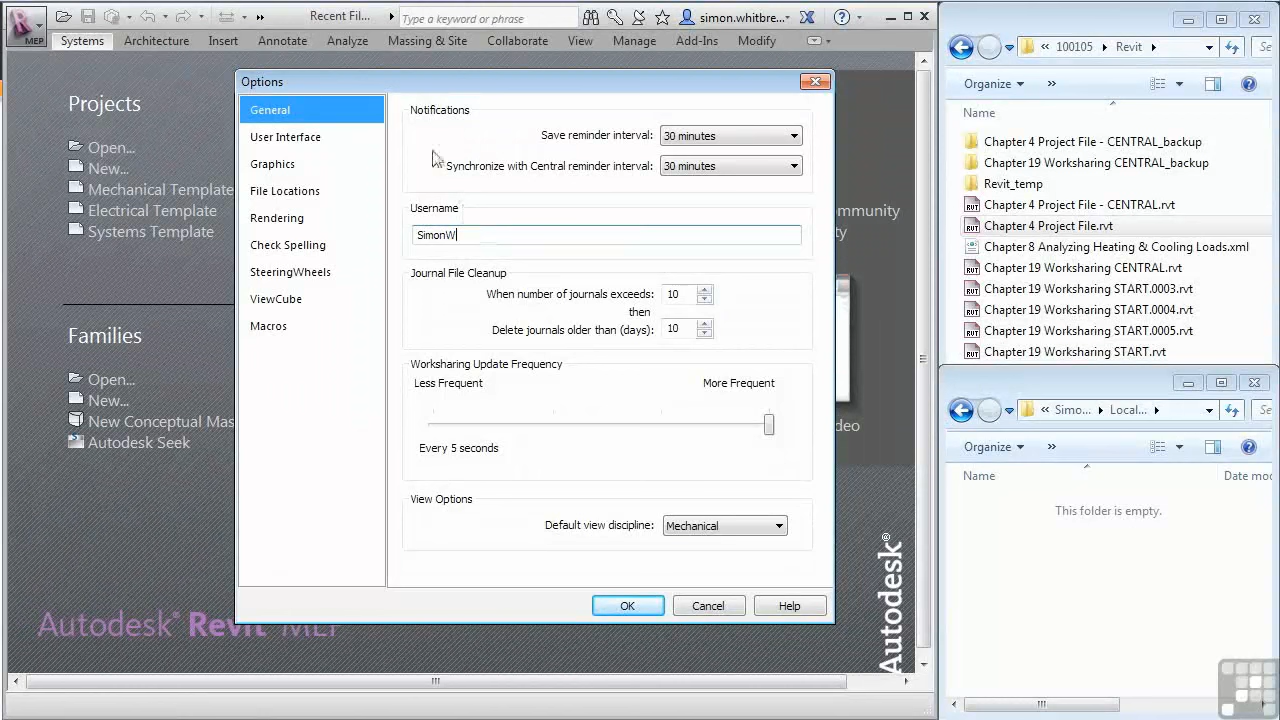 MEP
Recent Fil...
Type a keyword or phrase
simon.whitbre...
Systems
Architecture
Insert
Annotate
Analyze
Massing & Site
Collaborate
View
Manage
Add-Ins
Modify
Projects
Open...
New...
Mechanical Template
Electrical Template
Systems Template
Families
Open...
New...
New Conceptual Mas
Autodesk Seek
Autodesk® Revit® MEP
Autodesk®
Options
General
User Interface
Graphics
File Locations
Rendering
Check Spelling
SteeringWheels
ViewCube
Macros
Notifications
Save reminder interval: 30 minutes
Synchronize with Central reminder interval: 30 minutes
Username
SimonW
Journal File Cleanup
When number of journals exceeds: 10
then
Delete journals older than (days): 10
Worksharing Update Frequency
Less Frequent More Frequent
Every 5 seconds
View Options
Default view discipline: Mechanical
OK Cancel Help
ommunity
ty
deo
« 100105 Revit
Se
Organize »
Name
Chapter 4 Project File - CENTRAL_backup
Chapter 19 Worksharing CENTRAL_backup
Revit_temp
Chapter 4 Project File - CENTRAL.rvt
Chapter 4 Project File.rvt
Chapter 8 Analyzing Heating & Cooling Loads.xml
Chapter 19 Worksharing CENTRAL.rvt
Chapter 19 Worksharing START.0003.rvt
Chapter 19 Worksharing START.0004.rvt
Chapter 19 Worksharing START.0005.rvt
Chapter 19 Worksharing START.rvt
« Simo... Local...
Se
Organize »
Name Date mo
This folder is empty.